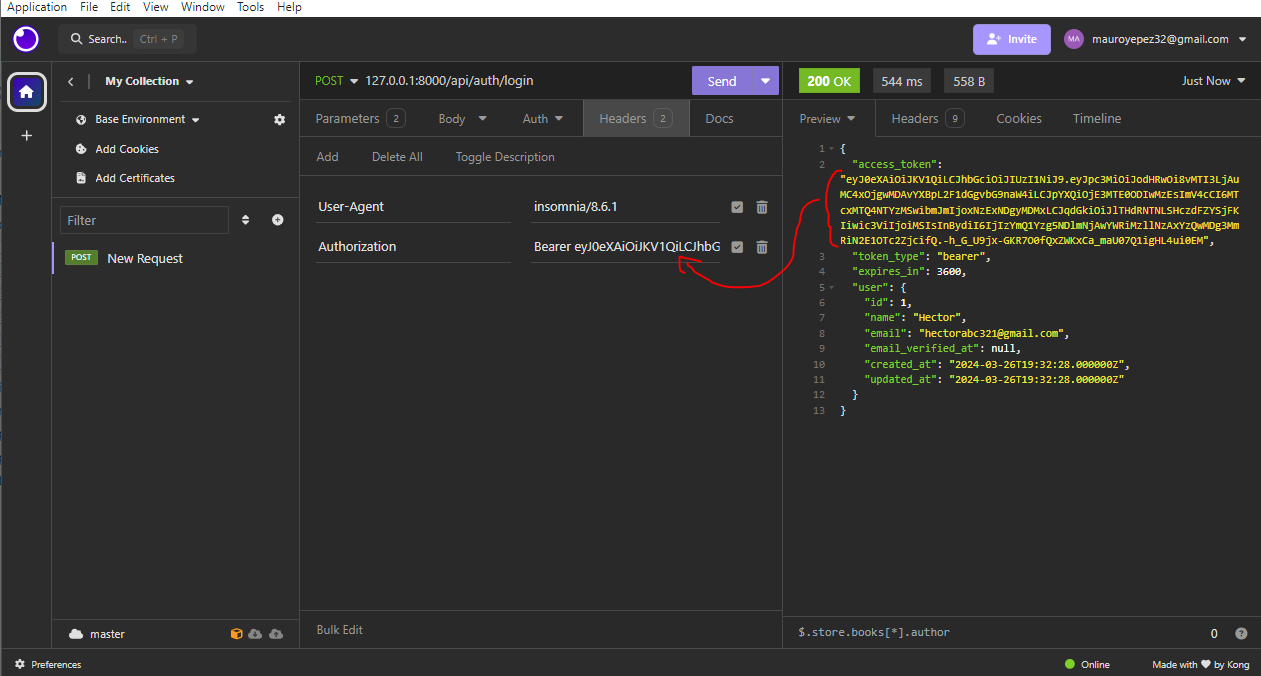 Application File Edit View Window Tools Help
Search.. Ctrl + P
Invite
MA mauroyepez32@gmail.com
My Collection
Base Environment
Add Cookies
Add Certificates
Filter
POST New Request
master
POST 127.0.0.1:8000/api/auth/login
Send
Parameters 2 Body Auth Headers 2 Docs
Add Delete All Toggle Description
User-Agent insomnia/8.6.1
Authorization Bearer eyJ0eXAiOiJKV1QiLCJhbG
Bulk Edit
200 OK 544 ms 558 B Just Now
Preview Headers 9 Cookies Timeline
1 {
2 "access_token":
"eyJ0eXAiOiJKV1QiLCJhbGciOiJIUzI1NiJ9.eyJpc3MiOiJodHRwOi8vMTI3LjAu
3 "token_type": "bearer",
4 "expires_in": 3600,
5 "user": {
6 "id": 1,
7 "name": "Hector",
8 "email": "hectorabc321@gmail.com",
9 "email_verified_at": null,
10 "created_at": "2024-03-26T19:32:28.000000Z",
11 "updated_at": "2024-03-26T19:32:28.000000Z"
12 }
13 }
$.store.books[*].author 0
Preferences
Online
Made with ❤ by Kong